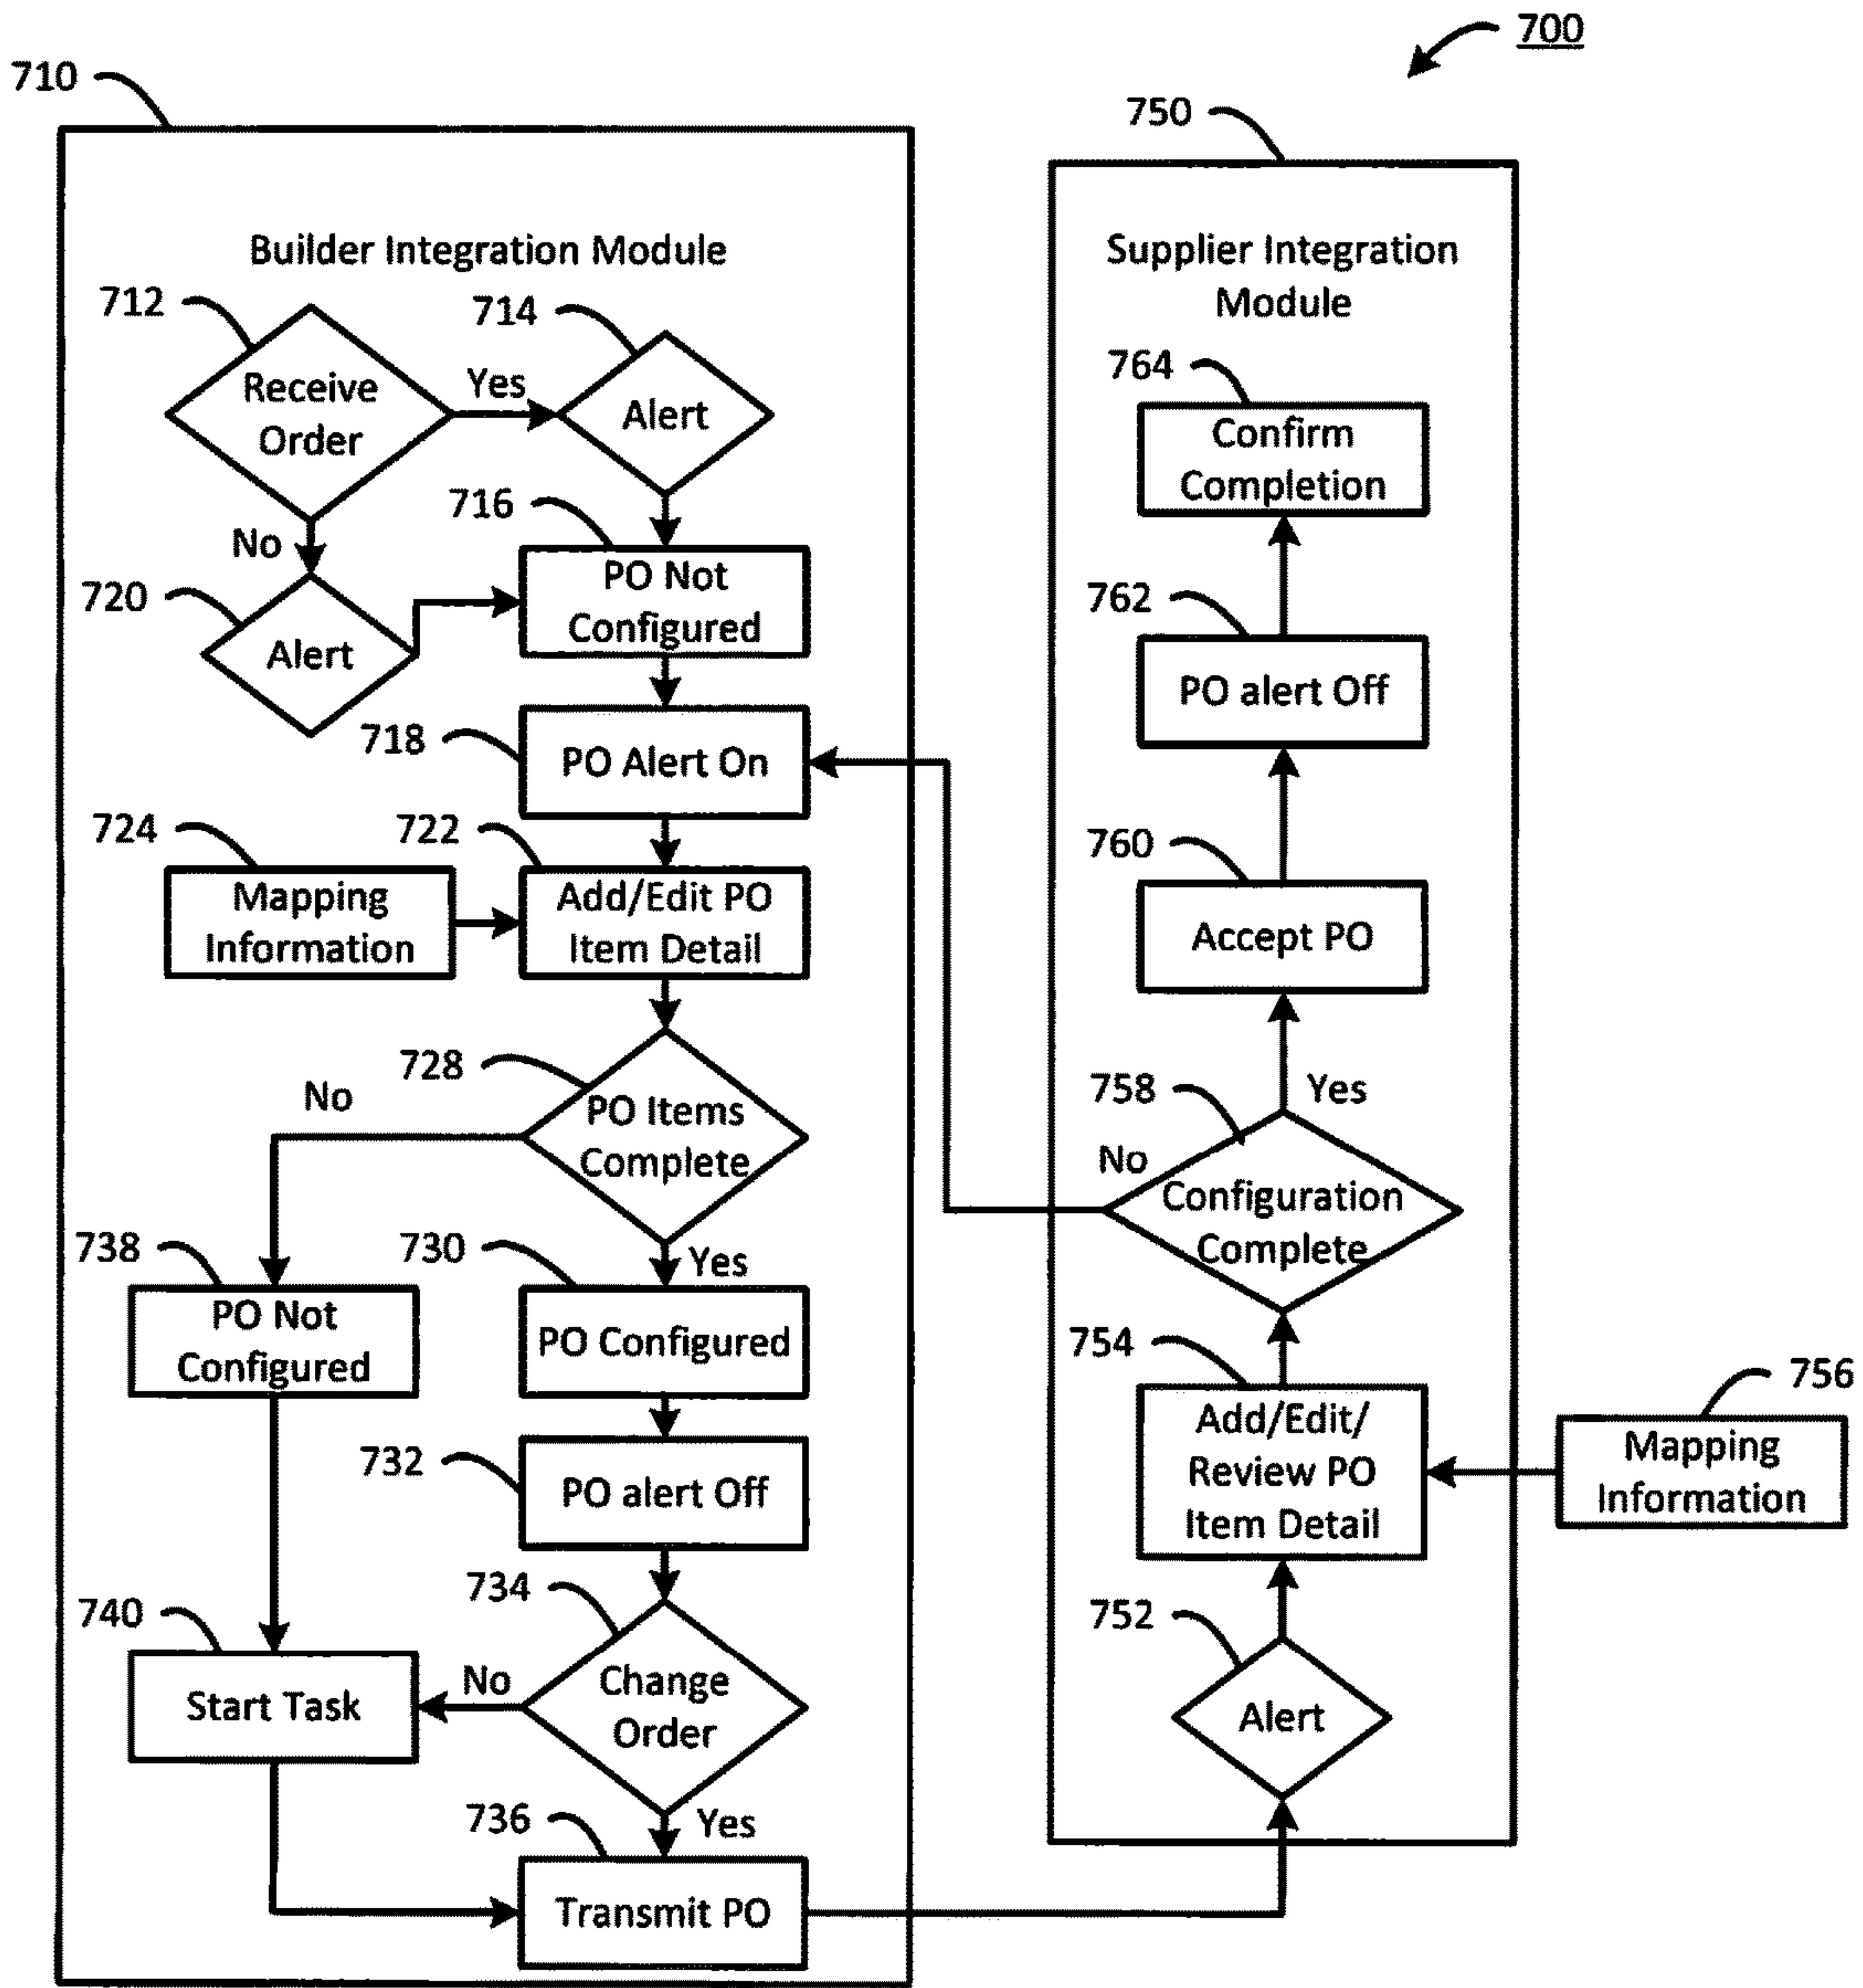 700
710
750
Builder Integration Module
Supplier Integration
Module
712
714
Receive
Order
Yes
Alert
No
716
PO Not
Configured
720
Alert
718
PO Alert On
724
722
Mapping
Information
Add/Edit PO
Item Detail
728
No
PO Items
Complete
738
730
Yes
PO Not
Configured
PO Configured
732
PO alert Off
734
740
Start Task
No
Change
Order
736
Yes
Transmit PO
764
Confirm
Completion
762
PO alert Off
760
Accept PO
758
Yes
No
Configuration
Complete
754
756
Add/Edit/
Review PO
Item Detail
Mapping
Information
752
Alert